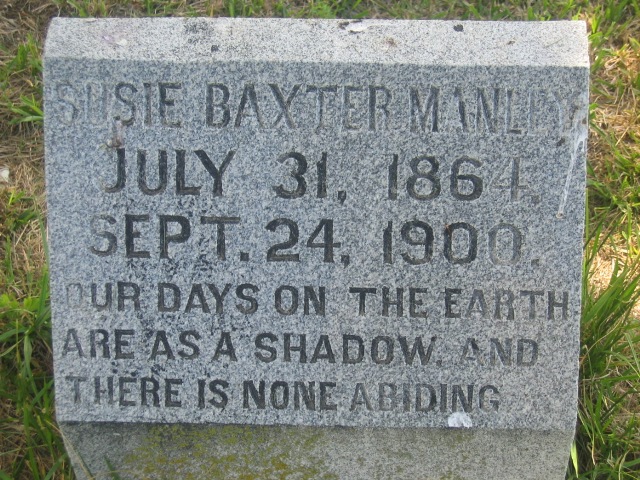 SUSIE BAXTER MANLEY
JULY 31, 1864,
SEPT. 24, 1900.
OUR DAYS ON THE EARTH
ARE AS A SHADOW, AND
THERE IS NONE ABIDING